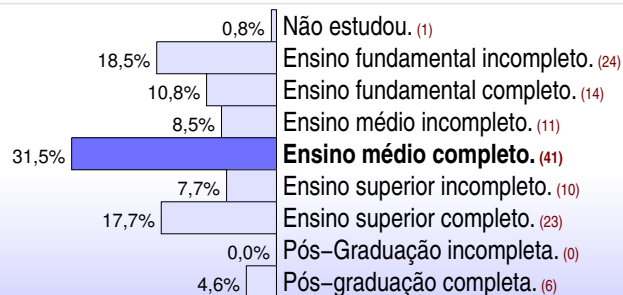 0,8% Não estudou. (1)
18,5% Ensino fundamental incompleto. (24)
10,8% Ensino fundamental completo. (14)
8,5% Ensino médio incompleto. (11)
31,5% Ensino médio completo. (41)
7,7% Ensino superior incompleto. (10)
17,7% Ensino superior completo. (23)
0,0% Pós−Graduação incompleta. (0)
4,6% Pós−graduação completa. (6)